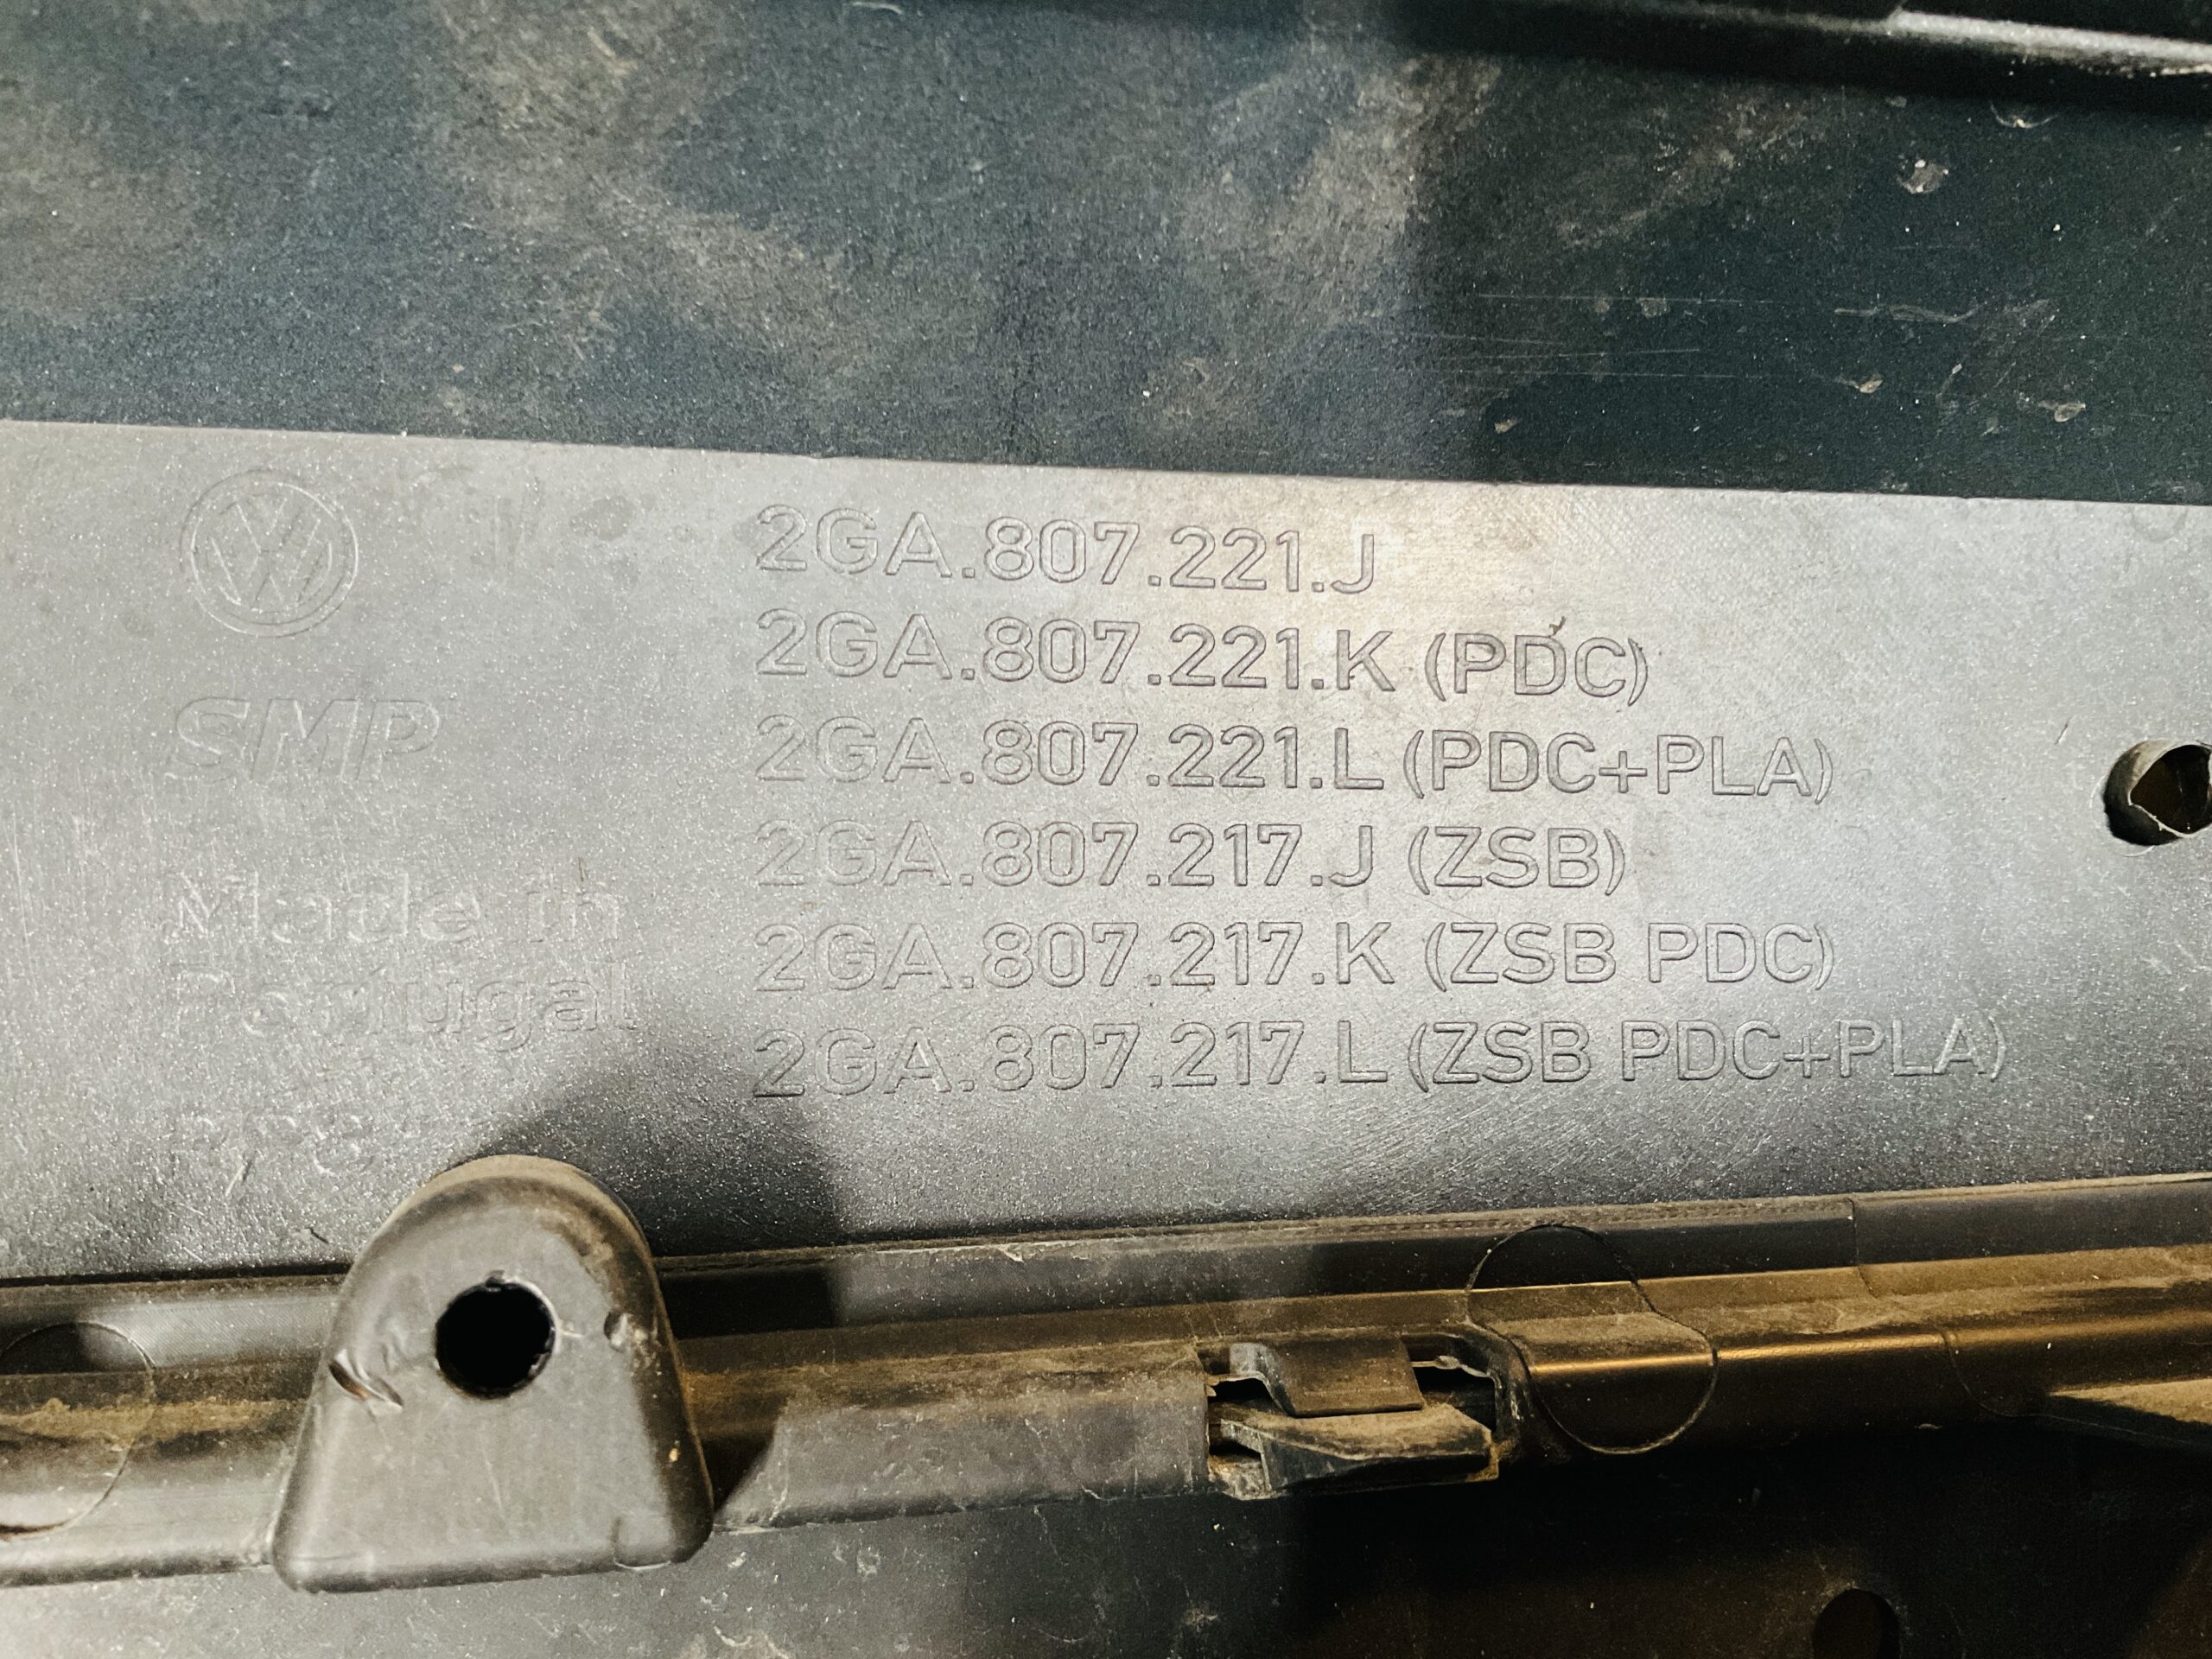 VW
SMP
Made in
Portugal
2GA.807.221.J
2GA.807.221.K (PDC)
2GA.807.221.L (PDC+PLA)
2GA.807.217.J (ZSB)
2GA.807.217.K (ZSB PDC)
2GA.807.217.L (ZSB PDC+PLA)